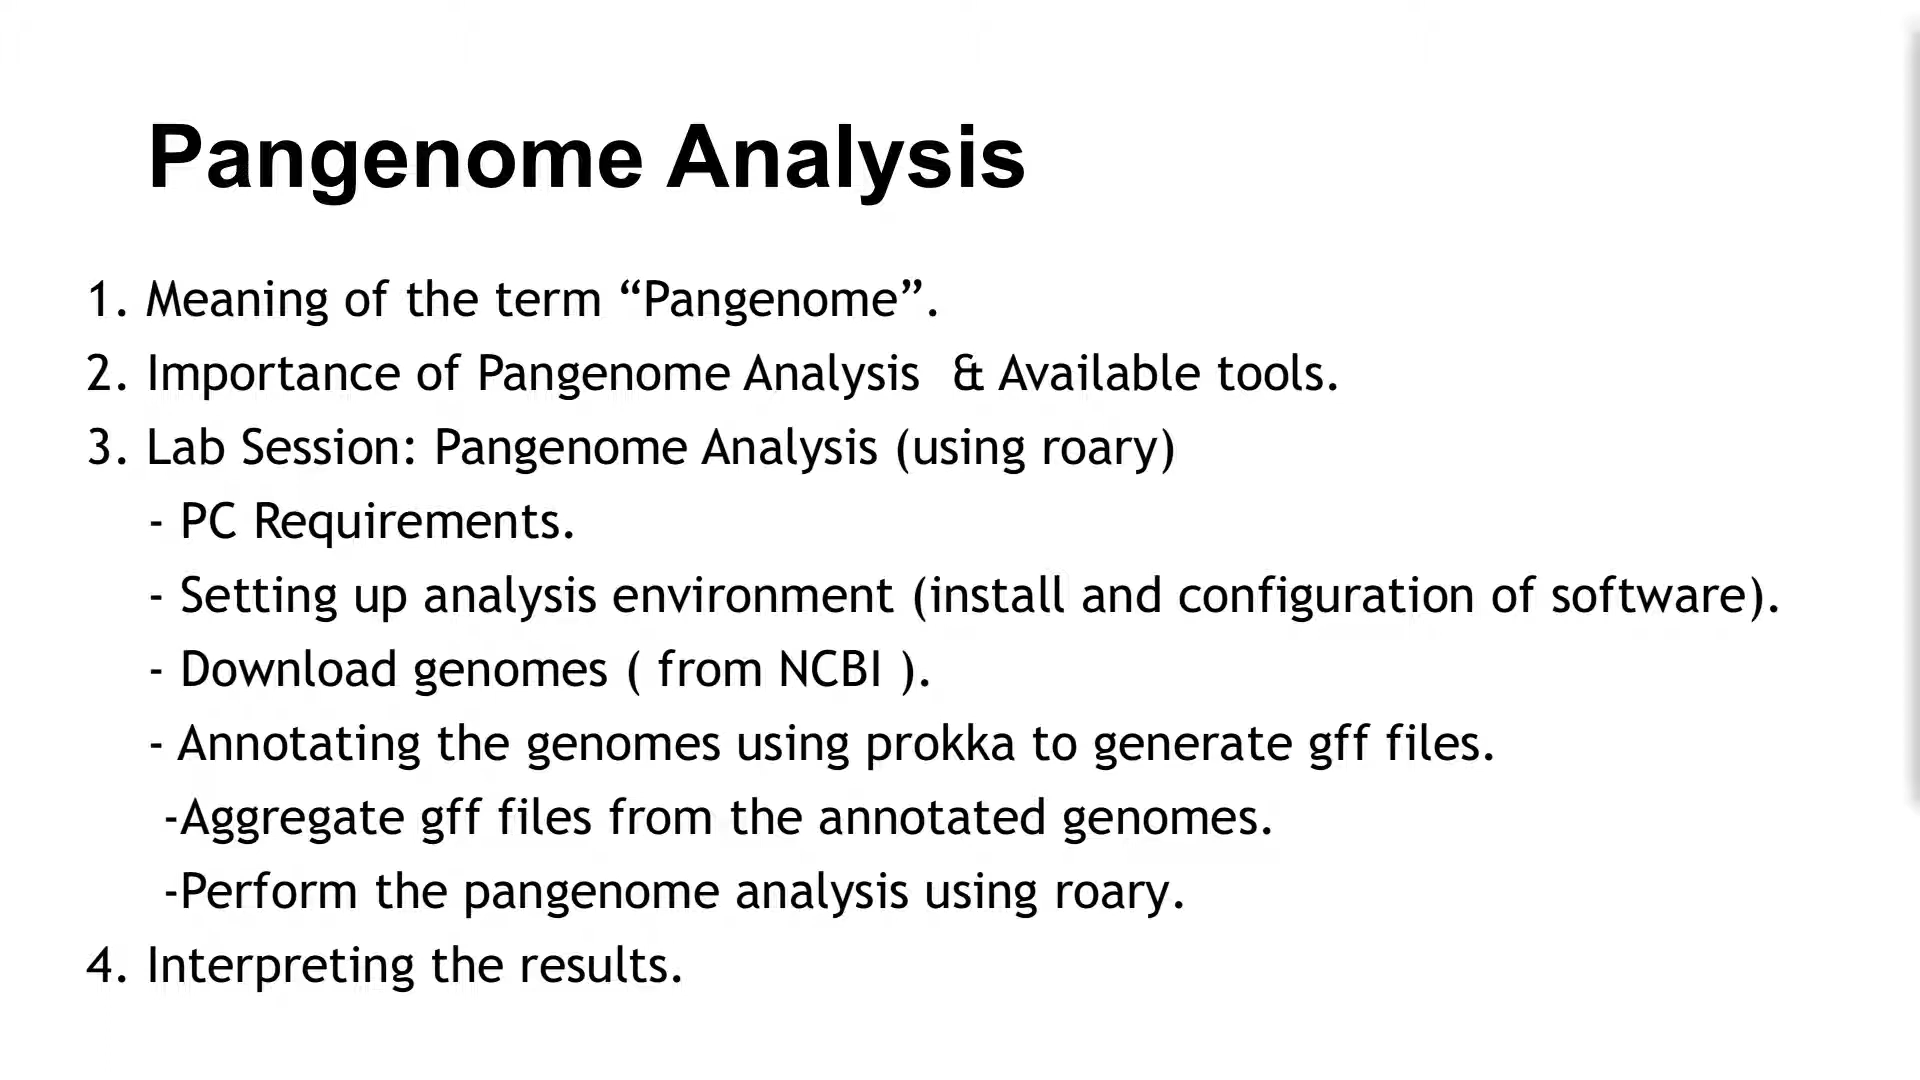 Pangenome Analysis
1. Meaning of the term “Pangenome”.
2. Importance of Pangenome Analysis  & Available tools.
3. Lab Session: Pangenome Analysis (using roary)
- PC Requirements.
- Setting up analysis environment (install and configuration of software).
- Download genomes ( from NCBI ).
- Annotating the genomes using prokka to generate gff files.
-Aggregate gff files from the annotated genomes.
-Perform the pangenome analysis using roary.
4. Interpreting the results.